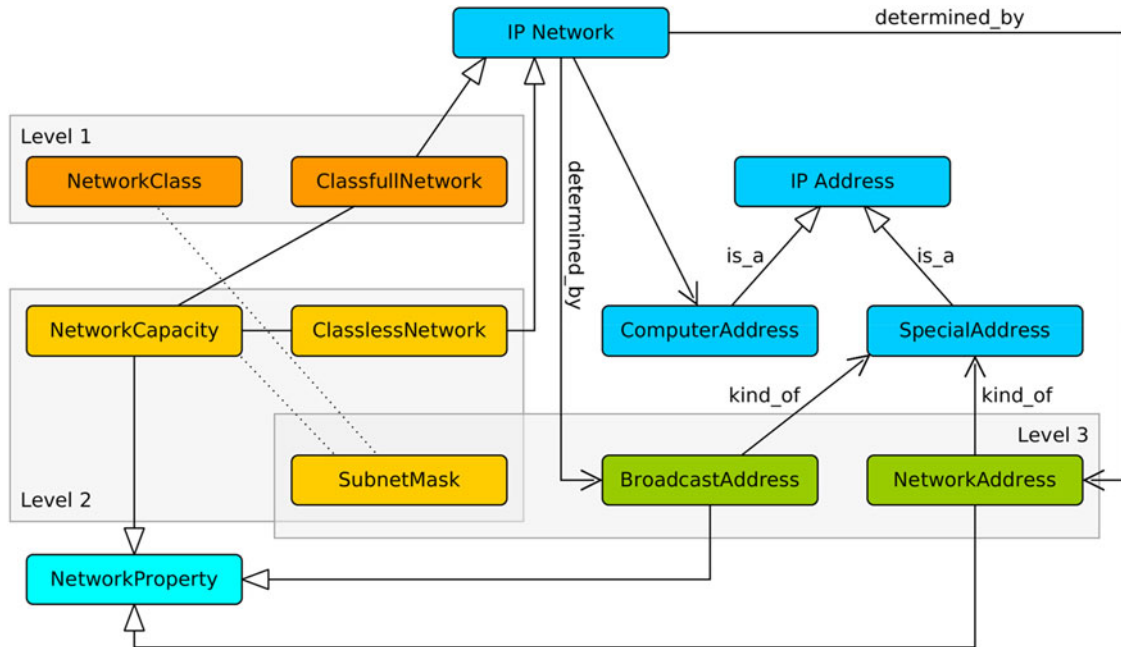 determined_by
IP Network
Level 1
NetworkClass
ClassfullNetwork
determined_by
IP Address
is_a
is_a
NetworkCapacity
ClasslessNetwork
ComputerAddress
SpecialAddress
kind_of
kind_of
Level 3
SubnetMask
BroadcastAddress
NetworkAddress
Level 2
NetworkProperty